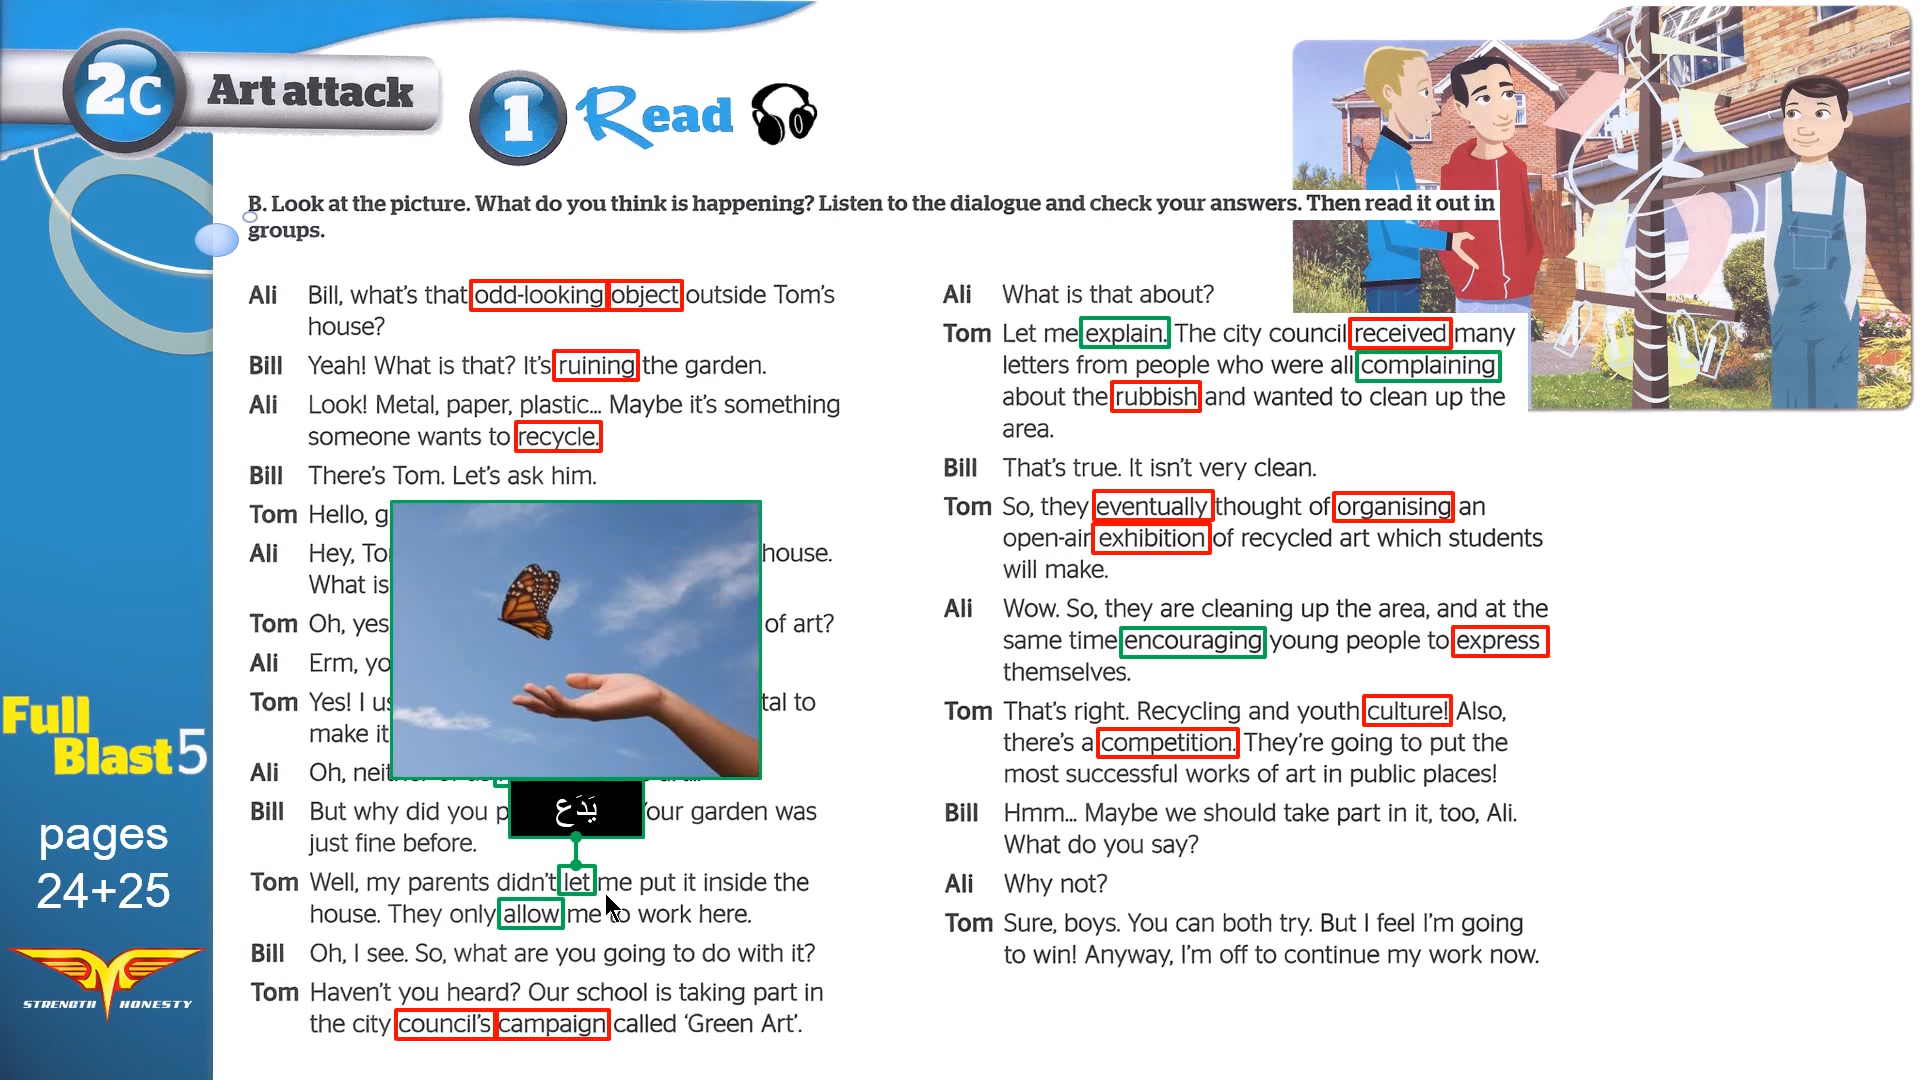 2c Art attack
1 Read
B. Look at the picture. What do you think is happening? Listen to the dialogue and check your answers. Then read it out in
groups.
Ali Bill, what's that odd-looking object outside Tom's
house?
Bill Yeah! What is that? It's ruining the garden.
Ali Look! Metal, paper, plastic... Maybe it's something
someone wants to recycle.
Bill There's Tom. Let's ask him.
Tom Hello, g
Ali Hey, To house.
What is
Tom Oh, yes of art?
Ali Erm, yo
Tom Yes! I us tal to
make it
Ali Oh, neit
يَدَع
Bill But why did you p our garden was
just fine before.
Tom Well, my parents didn't let me put it inside the
house. They only allow me to work here.
Bill Oh, I see. So, what are you going to do with it?
Tom Haven't you heard? Our school is taking part in
the city council's campaign called 'Green Art'.
Ali What is that about?
Tom Let me explain. The city council received many
letters from people who were all complaining
about the rubbish and wanted to clean up the
area.
Bill That's true. It isn't very clean.
Tom So, they eventually thought of organising an
open-air exhibition of recycled art which students
will make.
Ali Wow. So, they are cleaning up the area, and at the
same time encouraging young people to express
themselves.
Tom That's right. Recycling and youth culture! Also,
there's a competition. They're going to put the
most successful works of art in public places!
Bill Hmm... Maybe we should take part in it, too, Ali.
What do you say?
Ali Why not?
Tom Sure, boys. You can both try. But I feel I'm going
to win! Anyway, I'm off to continue my work now.
Full
Blast 5
pages
24+25
STRENGTH HONESTY